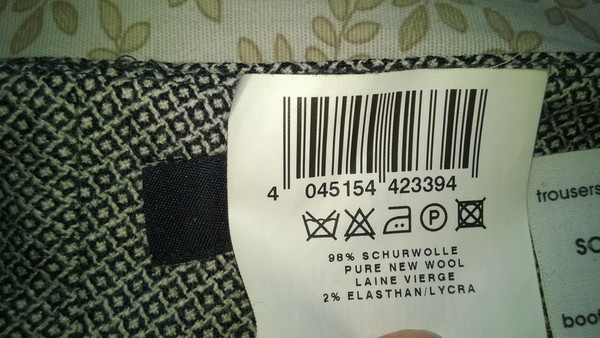 4 045154 423394
P
98% SCHURWOLLE
PURE NEW WOOL
LAINE VIERGE
2% ELASTHAN/LYCRA
trousers